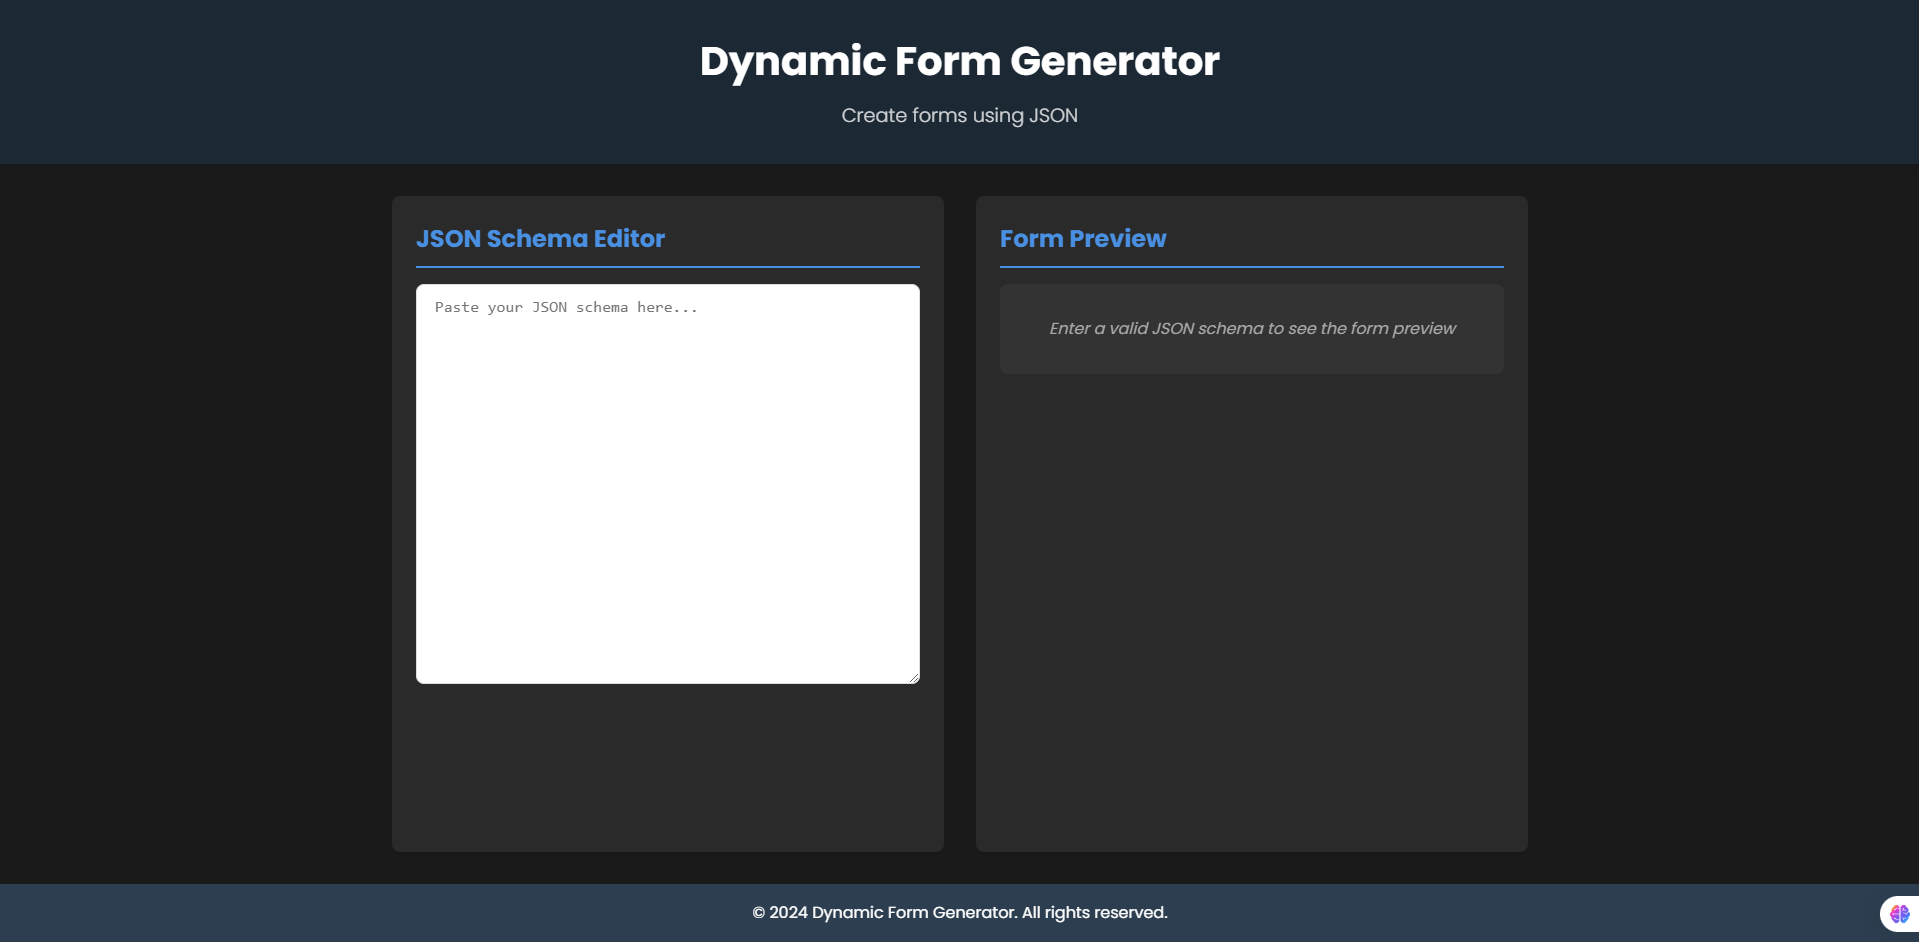 Dynamic Form Generator
Create forms using JSON
JSON Schema Editor
Paste your JSON schema here...
Form Preview
Enter a valid JSON schema to see the form preview
© 2024 Dynamic Form Generator. All rights reserved.